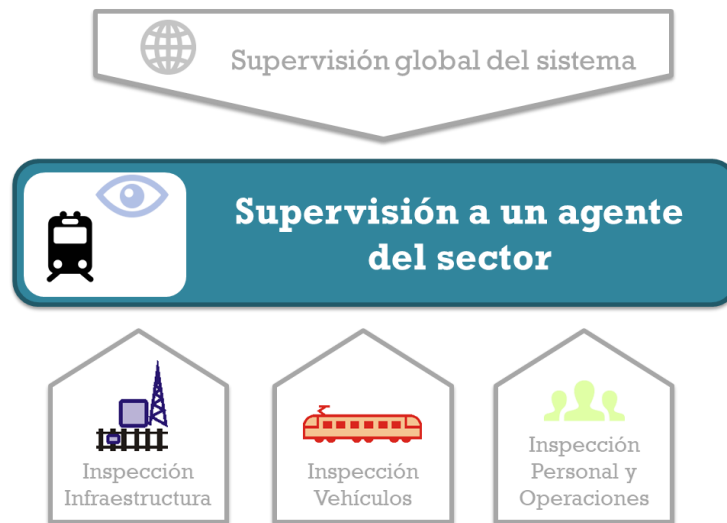 Supervisión global del sistema
Supervisión a un agente
del sector
Inspección
Infraestructura
Inspección
Vehículos
Inspección
Personal y
Operaciones